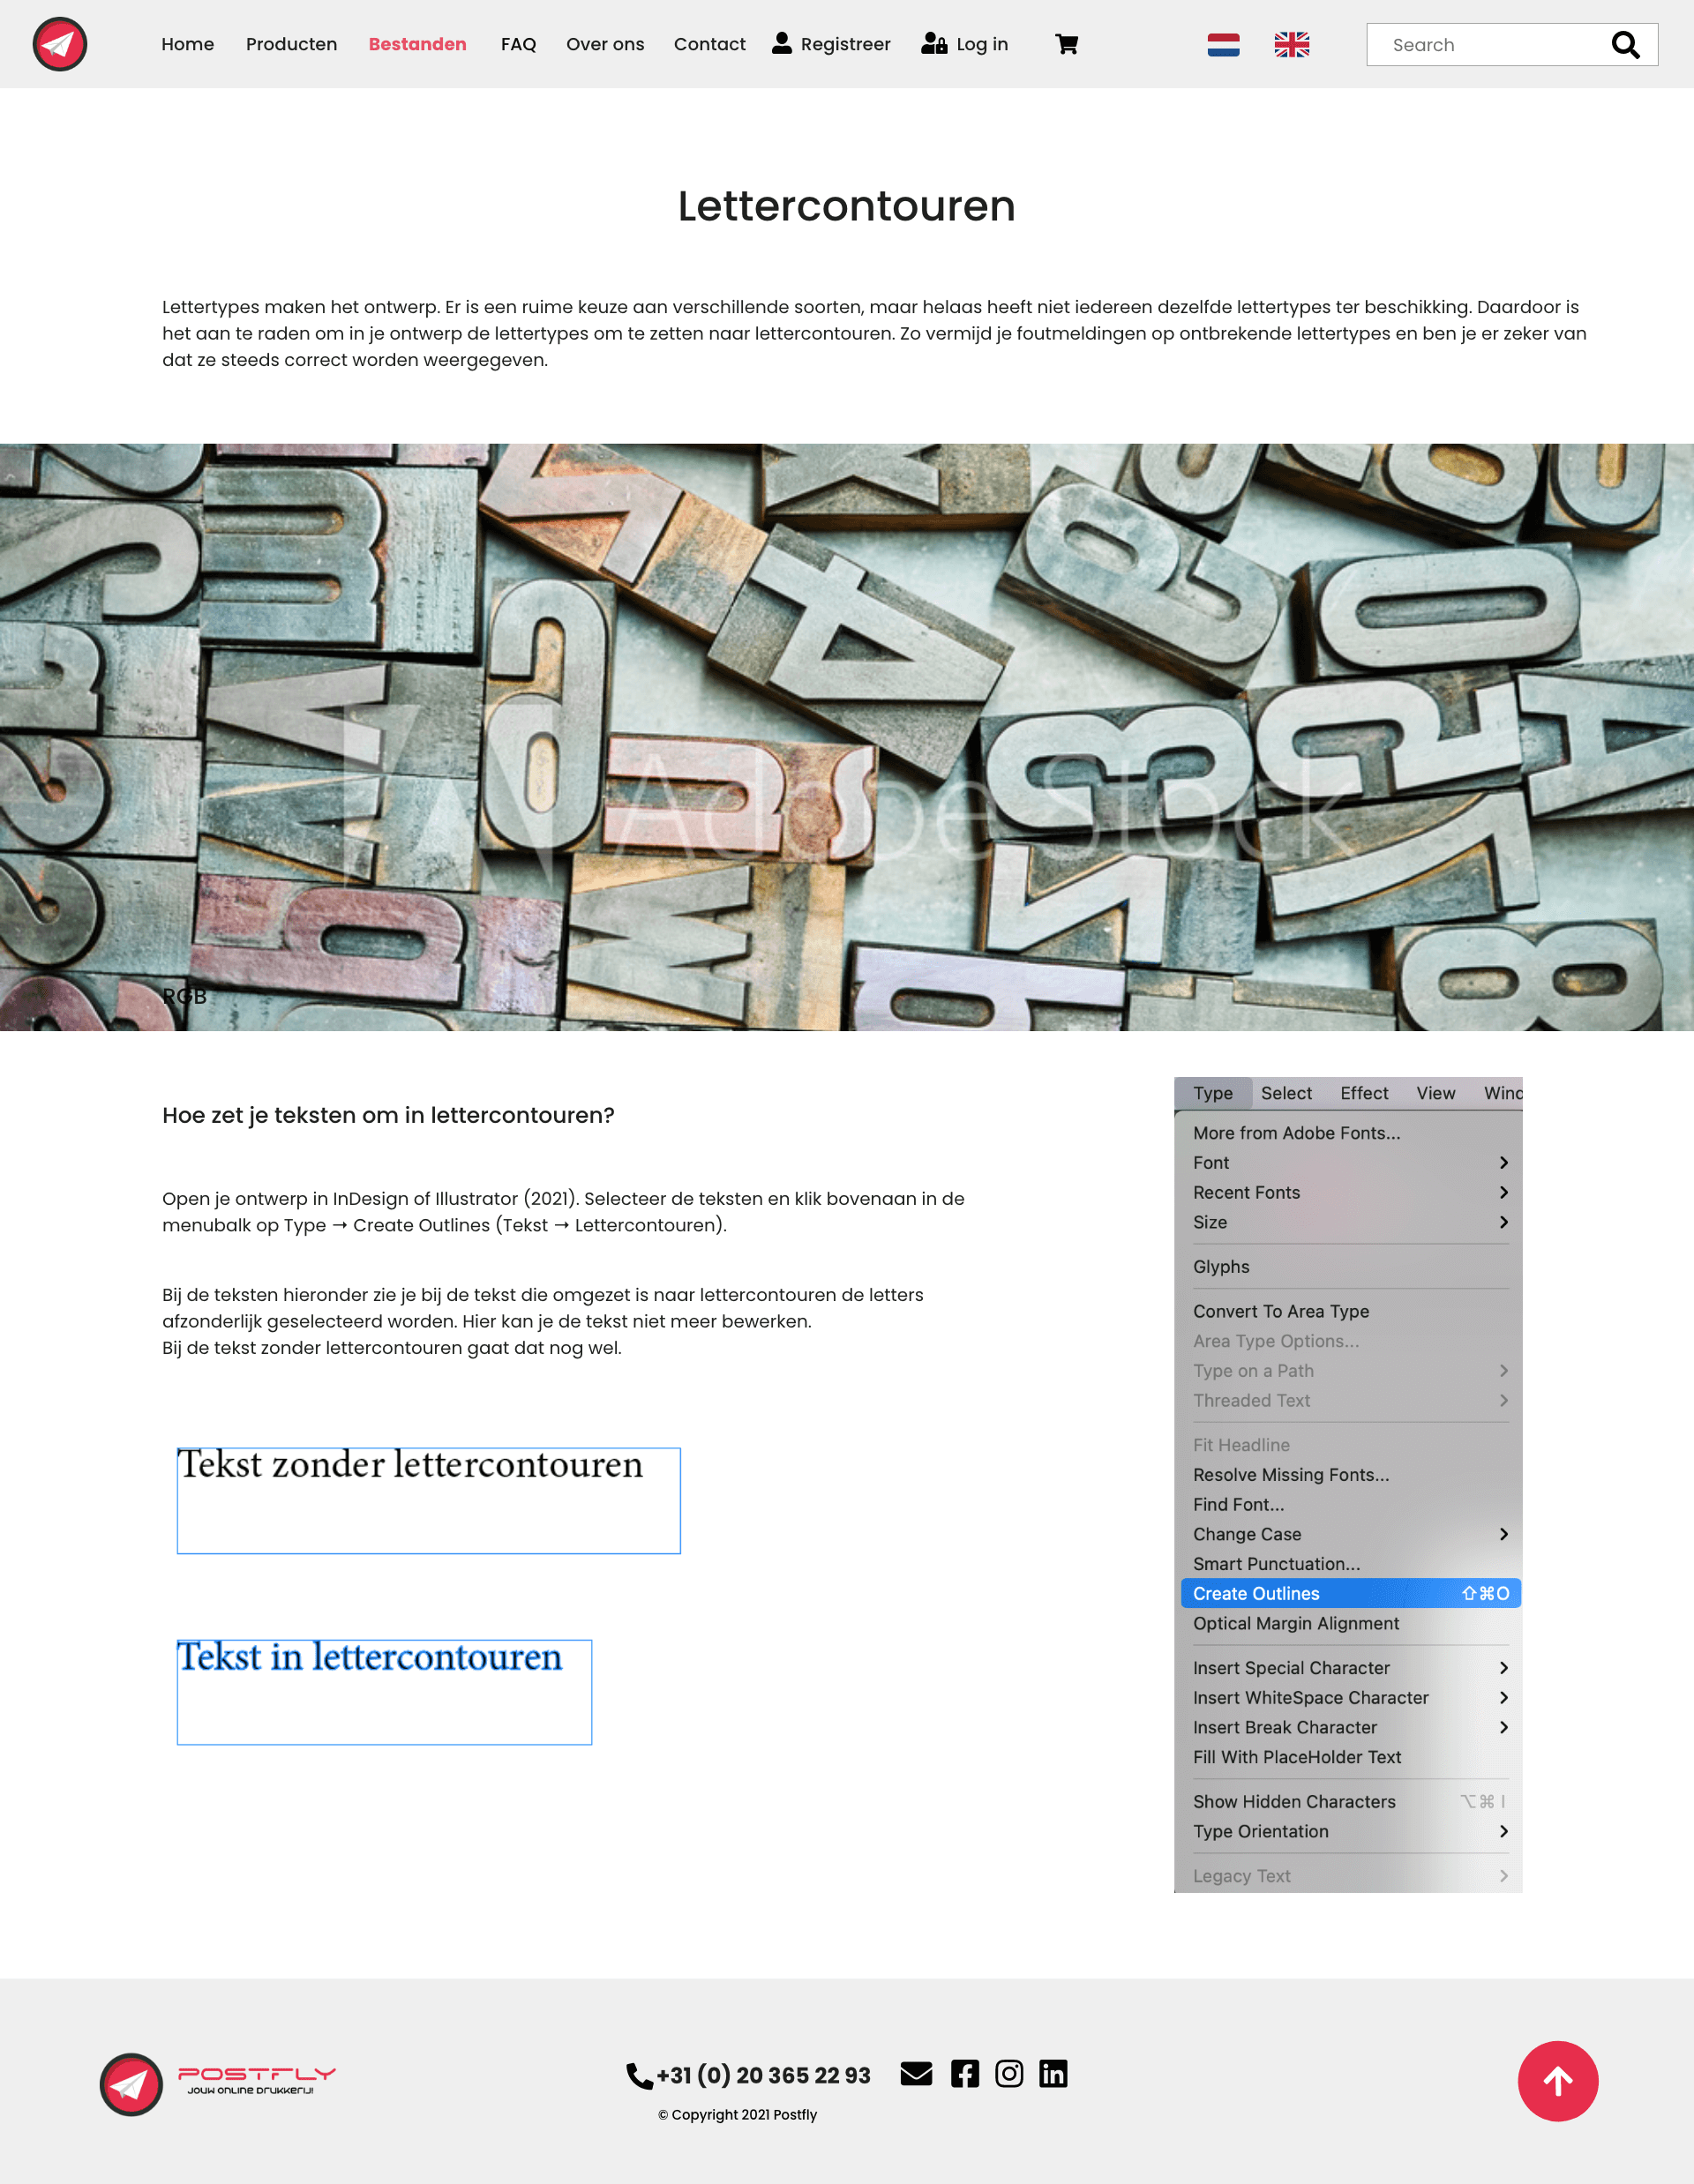 Home Producten Bestanden FAQ Over ons Contact Registreer Log in Search
Lettercontouren
Lettertypes maken het ontwerp. Er is een ruime keuze aan verschillende soorten, maar helaas heeft niet iedereen dezelfde lettertypes ter beschikking. Daardoor is
het aan te raden om in je ontwerp de lettertypes om te zetten naar lettercontouren. Zo vermijd je foutmeldingen op ontbrekende lettertypes en ben je er zeker van
dat ze steeds correct worden weergegeven.
Adobe Stock
RGB
Hoe zet je teksten om in lettercontouren?
Open je ontwerp in InDesign of Illustrator (2021). Selecteer de teksten en klik bovenaan in de
menubalk op Type → Create Outlines (Tekst → Lettercontouren).
Bij de teksten hieronder zie je bij de tekst die omgezet is naar lettercontouren de letters
afzonderlijk geselecteerd worden. Hier kan je de tekst niet meer bewerken.
Bij de tekst zonder lettercontouren gaat dat nog wel.
Tekst zonder lettercontouren
Tekst in lettercontouren
Type Select Effect View Wind
More from Adobe Fonts...
Font
Recent Fonts
Size
Glyphs
Convert To Area Type
Area Type Options...
Type on a Path
Threaded Text
Fit Headline
Resolve Missing Fonts...
Find Font...
Change Case
Smart Punctuation...
Create Outlines ⇧⌘O
Optical Margin Alignment
Insert Special Character
Insert WhiteSpace Character
Insert Break Character
Fill With PlaceHolder Text
Show Hidden Characters ⌥⌘I
Type Orientation
Legacy Text
POSTFLY
Jouw online drukkerij!
+31 (0) 20 365 22 93
© Copyright 2021 Postfly